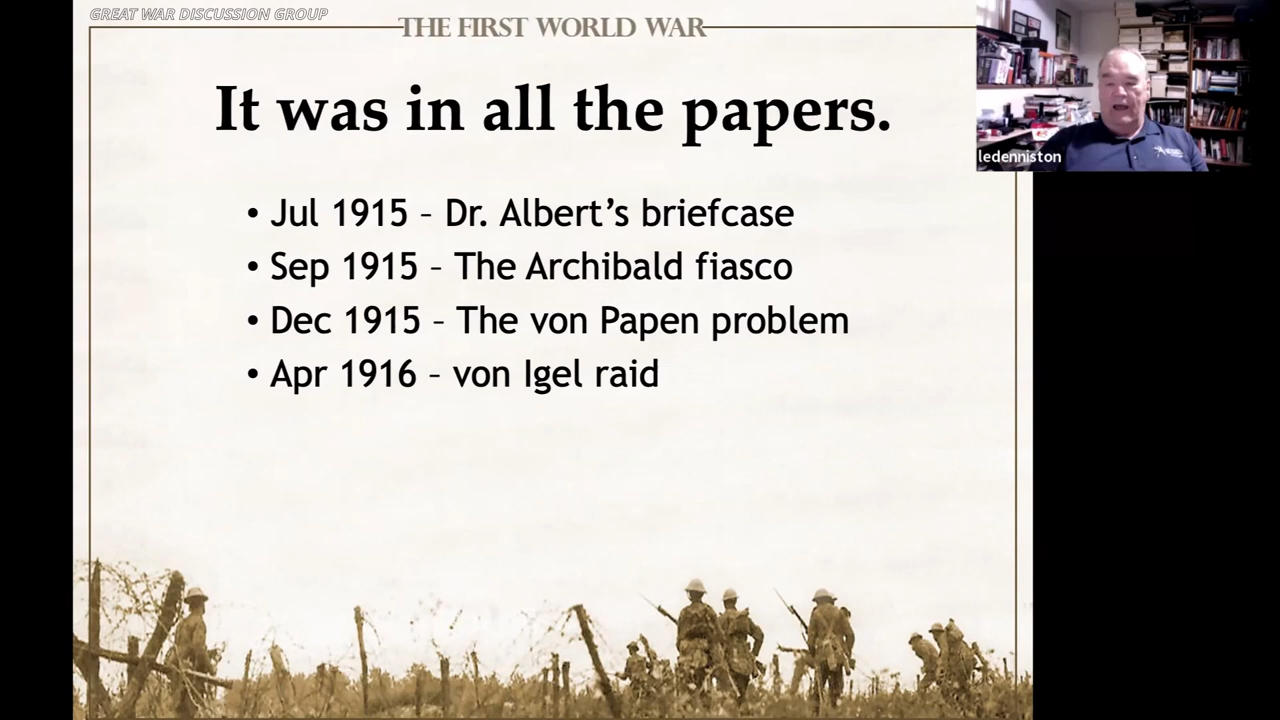 GREAT WAR DISCUSSION GROUP
THE FIRST WORLD WAR
It was in all the papers.
• Jul 1915 – Dr. Albert’s briefcase
• Sep 1915 – The Archibald fiasco
• Dec 1915 – The von Papen problem
• Apr 1916 – von Igel raid
ledenniston